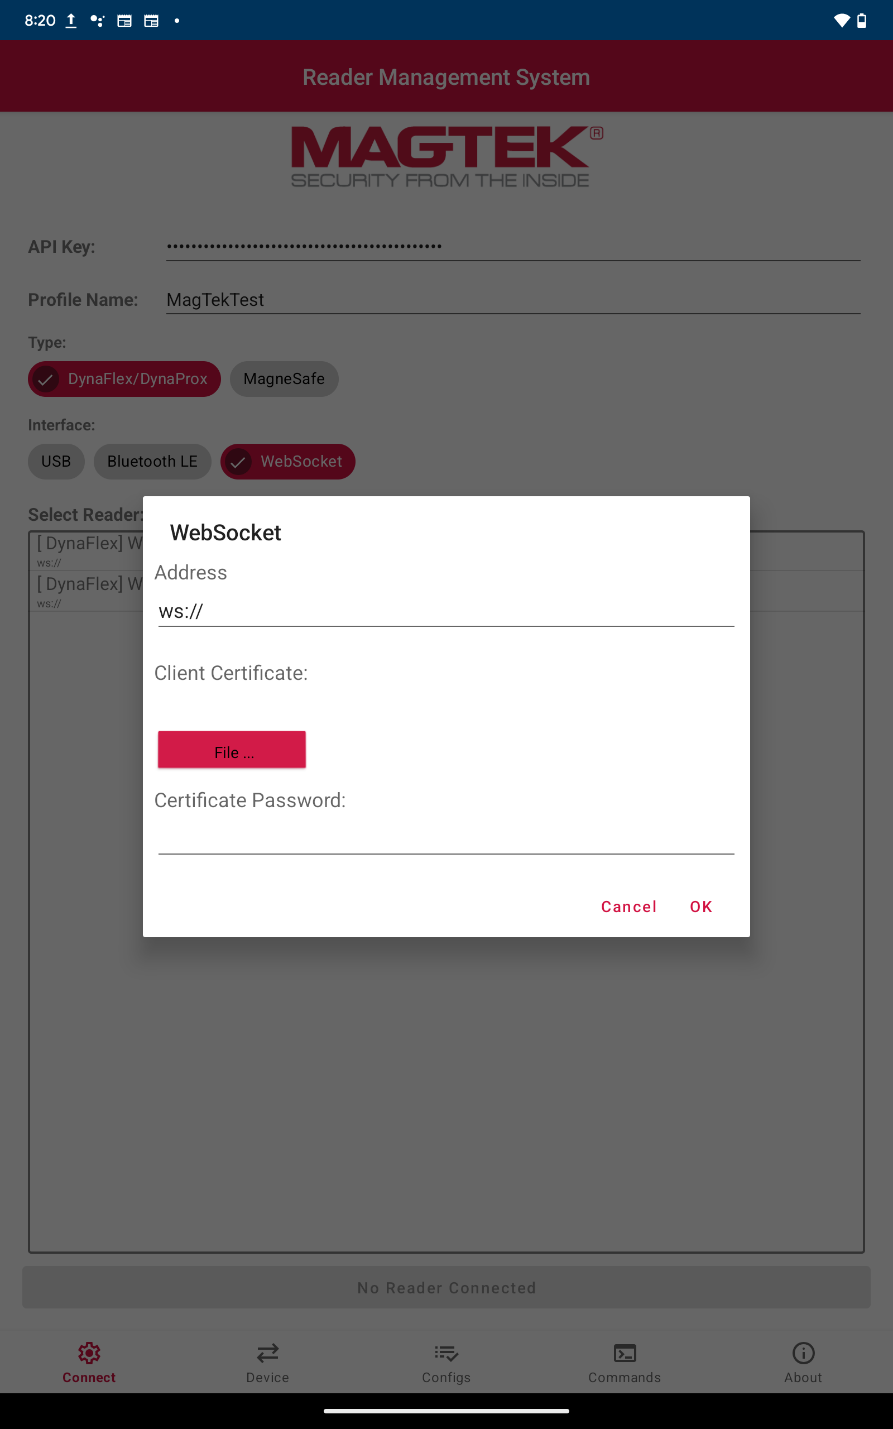 8:20
Reader Management System
MAGTEK®
SECURITY FROM THE INSIDE
API Key: •••••••••••••••••••••••••••••••••••••••••••••
Profile Name: MagTekTest
Type:
DynaFlex/DynaProx MagneSafe
Interface:
USB Bluetooth LE WebSocket
Select Reader:
[ DynaFlex] W
ws://
[ DynaFlex] W
ws://
WebSocket
Address
ws://
Client Certificate:
File ...
Certificate Password:
Cancel OK
No Reader Connected
Connect Device Configs Commands About